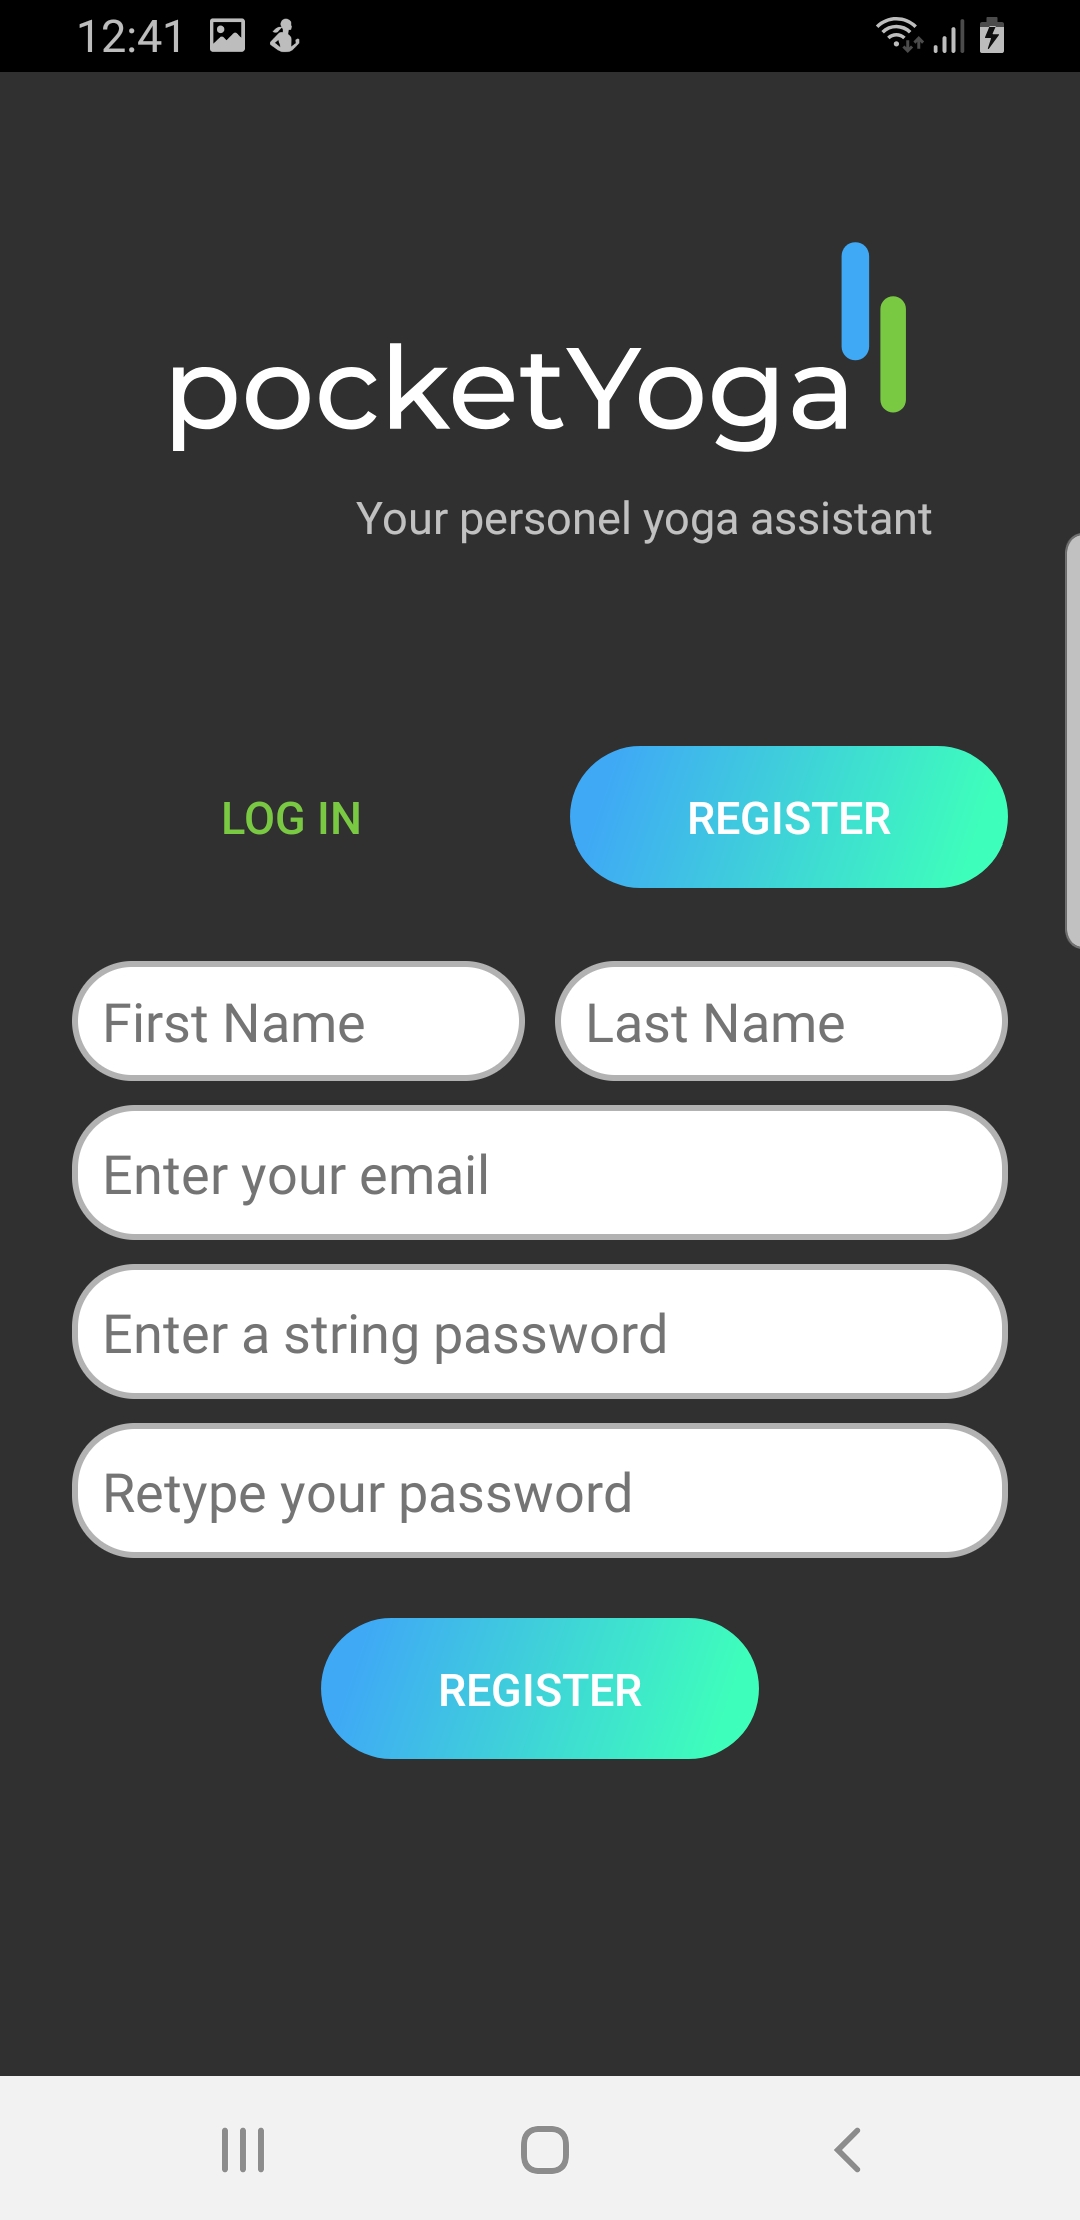 12:41
pocketYoga
Your personel yoga assistant
LOG IN REGISTER
First Name Last Name
Enter your email
Enter a string password
Retype your password
REGISTER